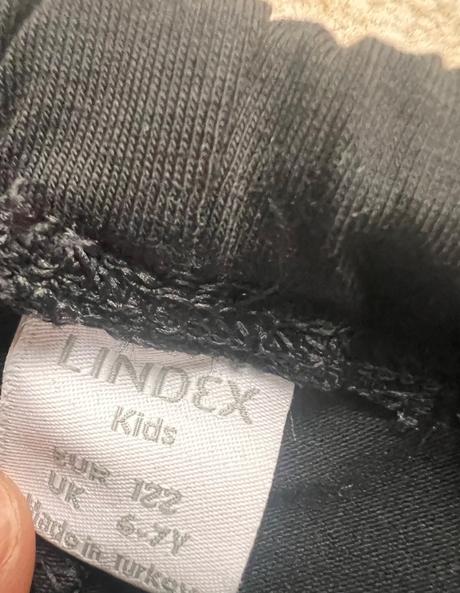 LINDEX
Kids
EUR 122
UK 6-7Y
Made in Turkey